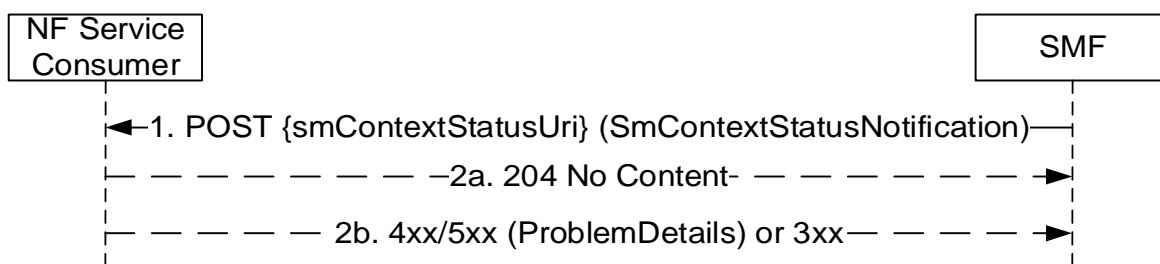 NF Service
Consumer
SMF
1. POST {smContextStatusUri} (SmContextStatusNotification)
2a. 204 No Content
2b. 4xx/5xx (ProblemDetails) or 3xx